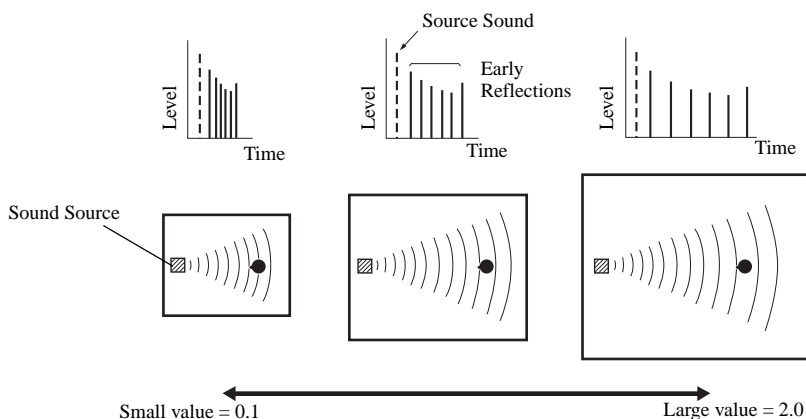 Source Sound
Early
Reflections
Level
Time
Level
Time
Level
Time
Sound Source
Small value = 0.1
Large value = 2.0